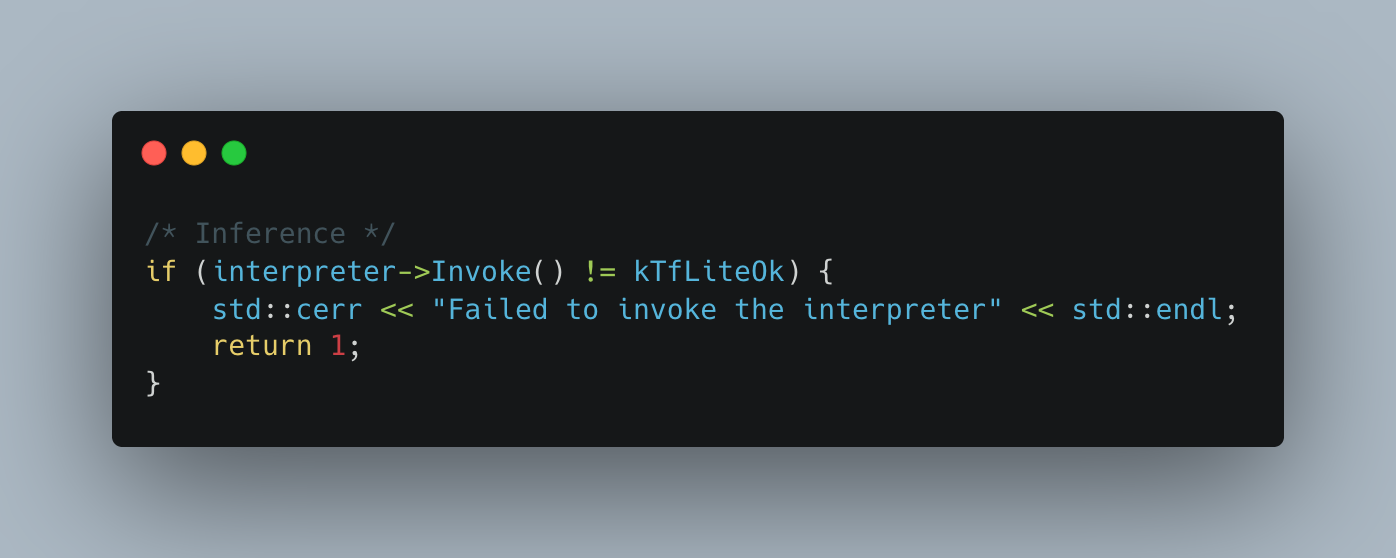 /* Inference */
if (interpreter->Invoke() != kTfLiteOk) {
    std::cerr << "Failed to invoke the interpreter" << std::endl;
    return 1;
}